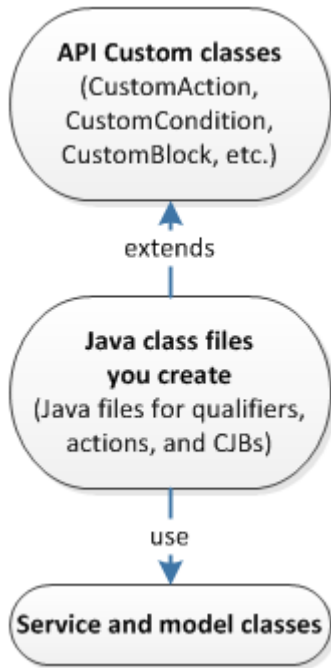 API Custom classes
(CustomAction,
CustomCondition,
CustomBlock, etc.)
extends
Java class files
you create
(Java files for qualifiers,
actions, and CJBs)
use
Service and model classes